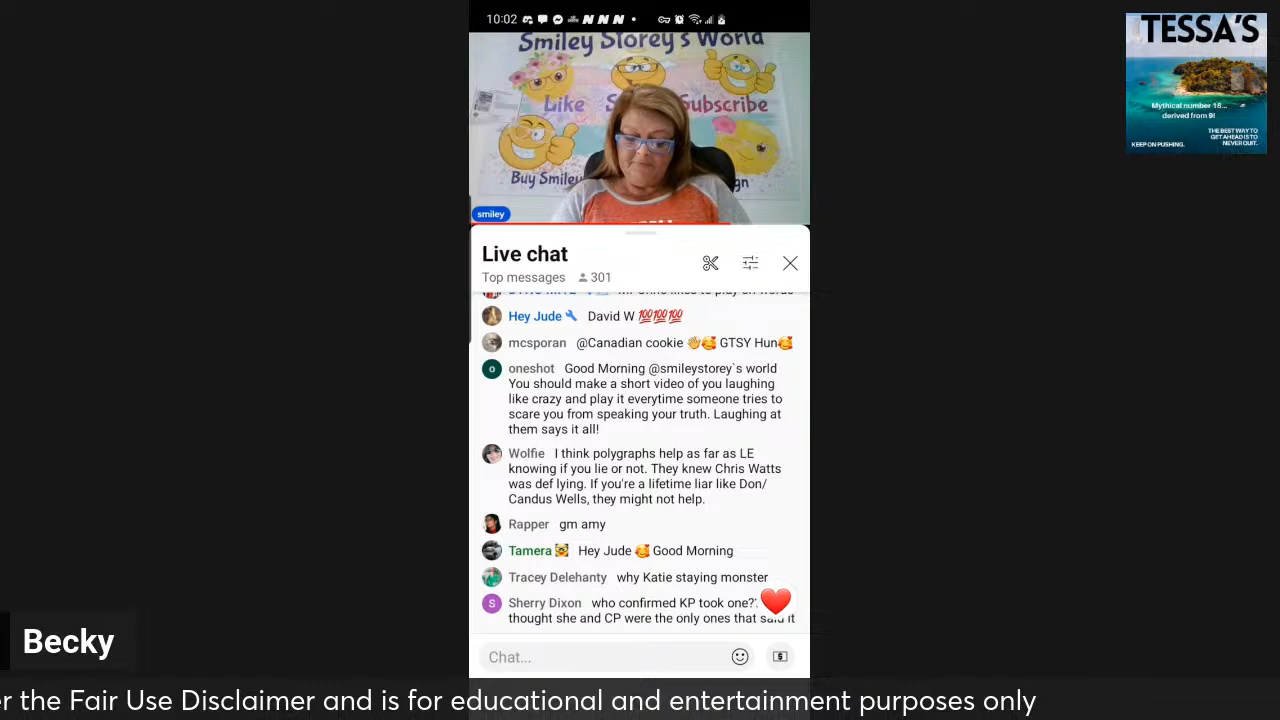 10:02
Smiley Storey's World
Like
Subscribe
Buy Smiley
smiley
Live chat
Top messages 301
Hey Jude David W 💯💯💯
mcsporan @Canadian cookie 👋🥰 GTSY Hun🥰
oneshot Good Morning @smileystorey`s world
You should make a short video of you laughing
like crazy and play it everytime someone tries to
scare you from speaking your truth. Laughing at
them says it all!
Wolfie I think polygraphs help as far as LE
knowing if you lie or not. They knew Chris Watts
was def lying. If you're a lifetime liar like Don/
Candus Wells, they might not help.
Rapper gm amy
Tamera Hey Jude 🥰 Good Morning
Tracey Delehanty why Katie staying monster
S Sherry Dixon who confirmed KP took one?
thought she and CP were the only ones that said it
Chat...
TESSA'S
Mythical number 18...
derived from 9!
THE BEST WAY TO
GET AHEAD IS TO
NEVER QUIT.
KEEP ON PUSHING.
Becky
r the Fair Use Disclaimer and is for educational and entertainment purposes only